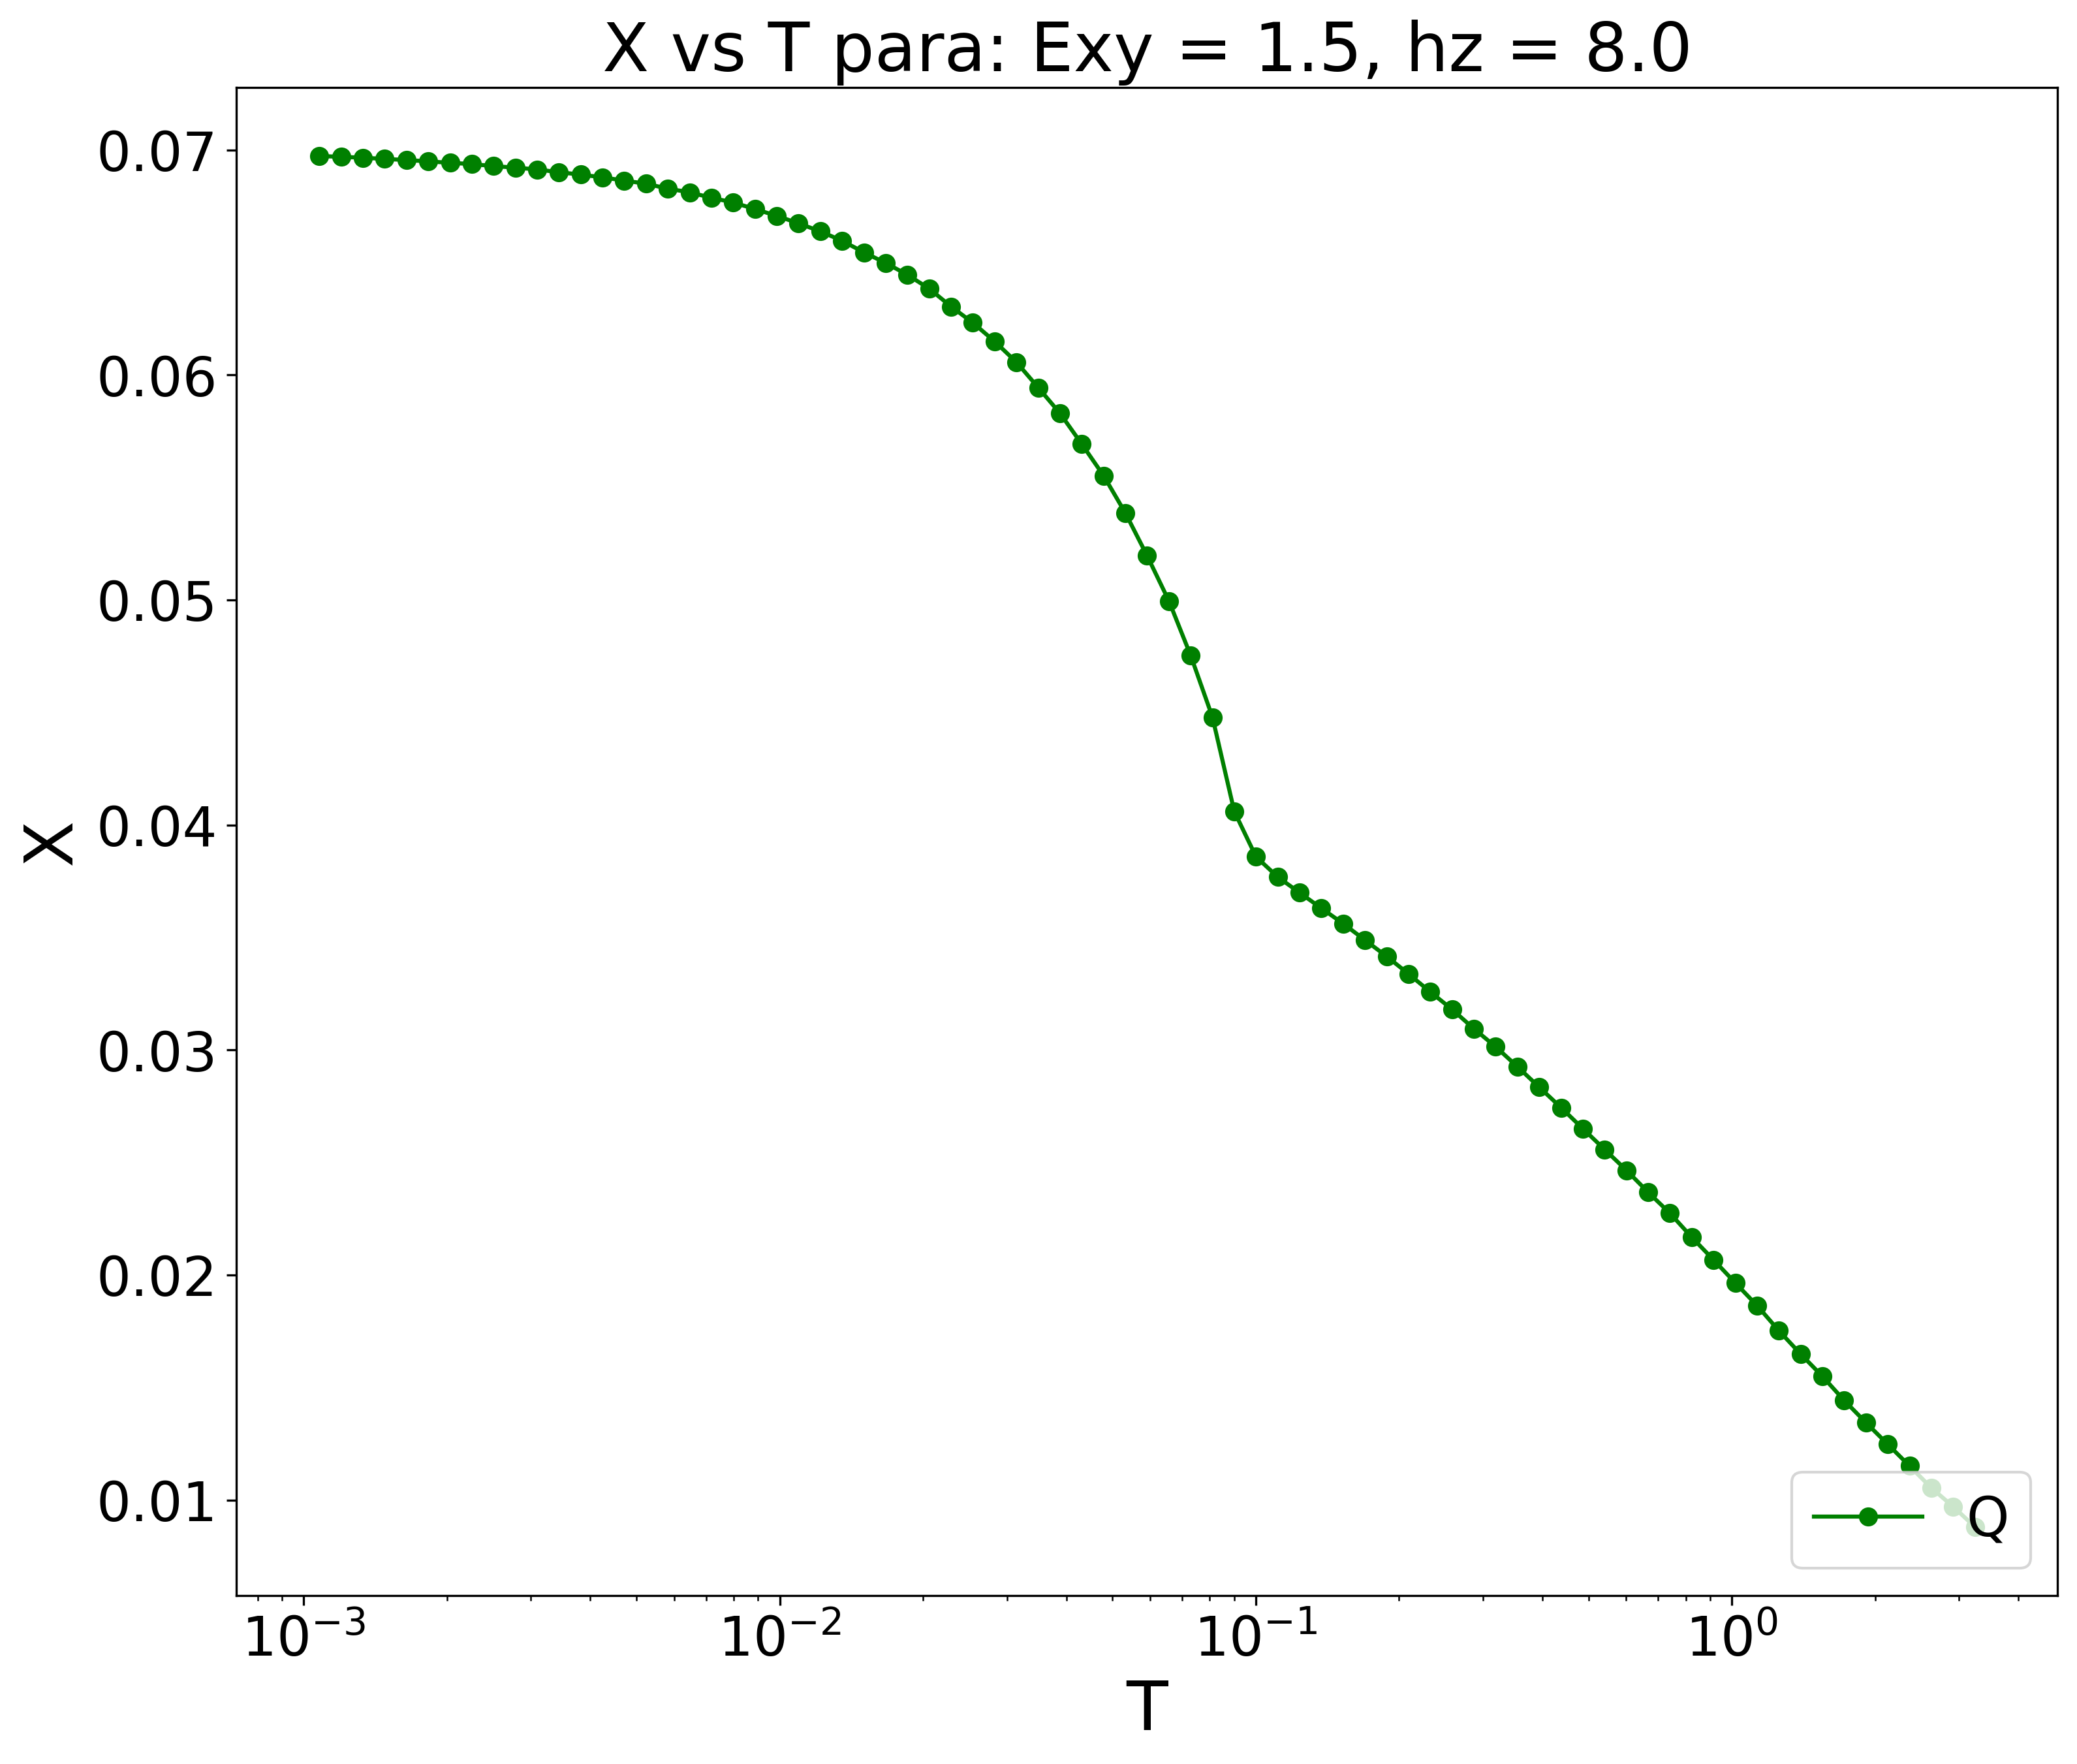 X vs T para: Exy = 1.5, hz = 8.0
X
0.07
0.06
0.05
0.04
0.03
0.02
0.01
Q
10⁻³ 10⁻² 10⁻¹ 10⁰
T